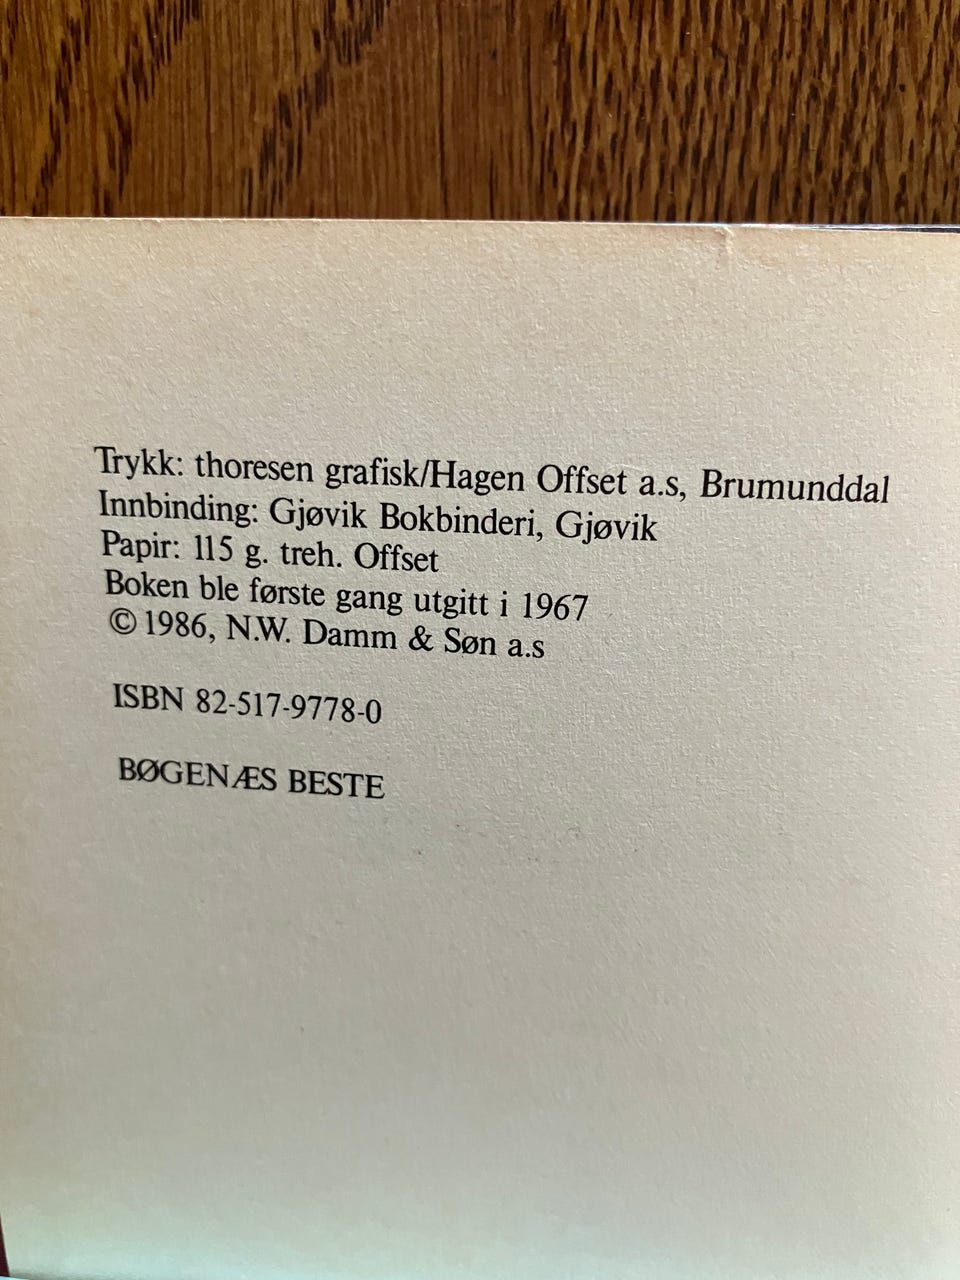 Trykk: thoresen grafisk/Hagen Offset a.s, Brumunddal
Innbinding: Gjøvik Bokbinderi, Gjøvik
Papir: 115 g. treh. Offset
Boken ble første gang utgitt i 1967
© 1986, N.W. Damm & Søn a.s
ISBN 82-517-9778-0
BØGENÆS BESTE